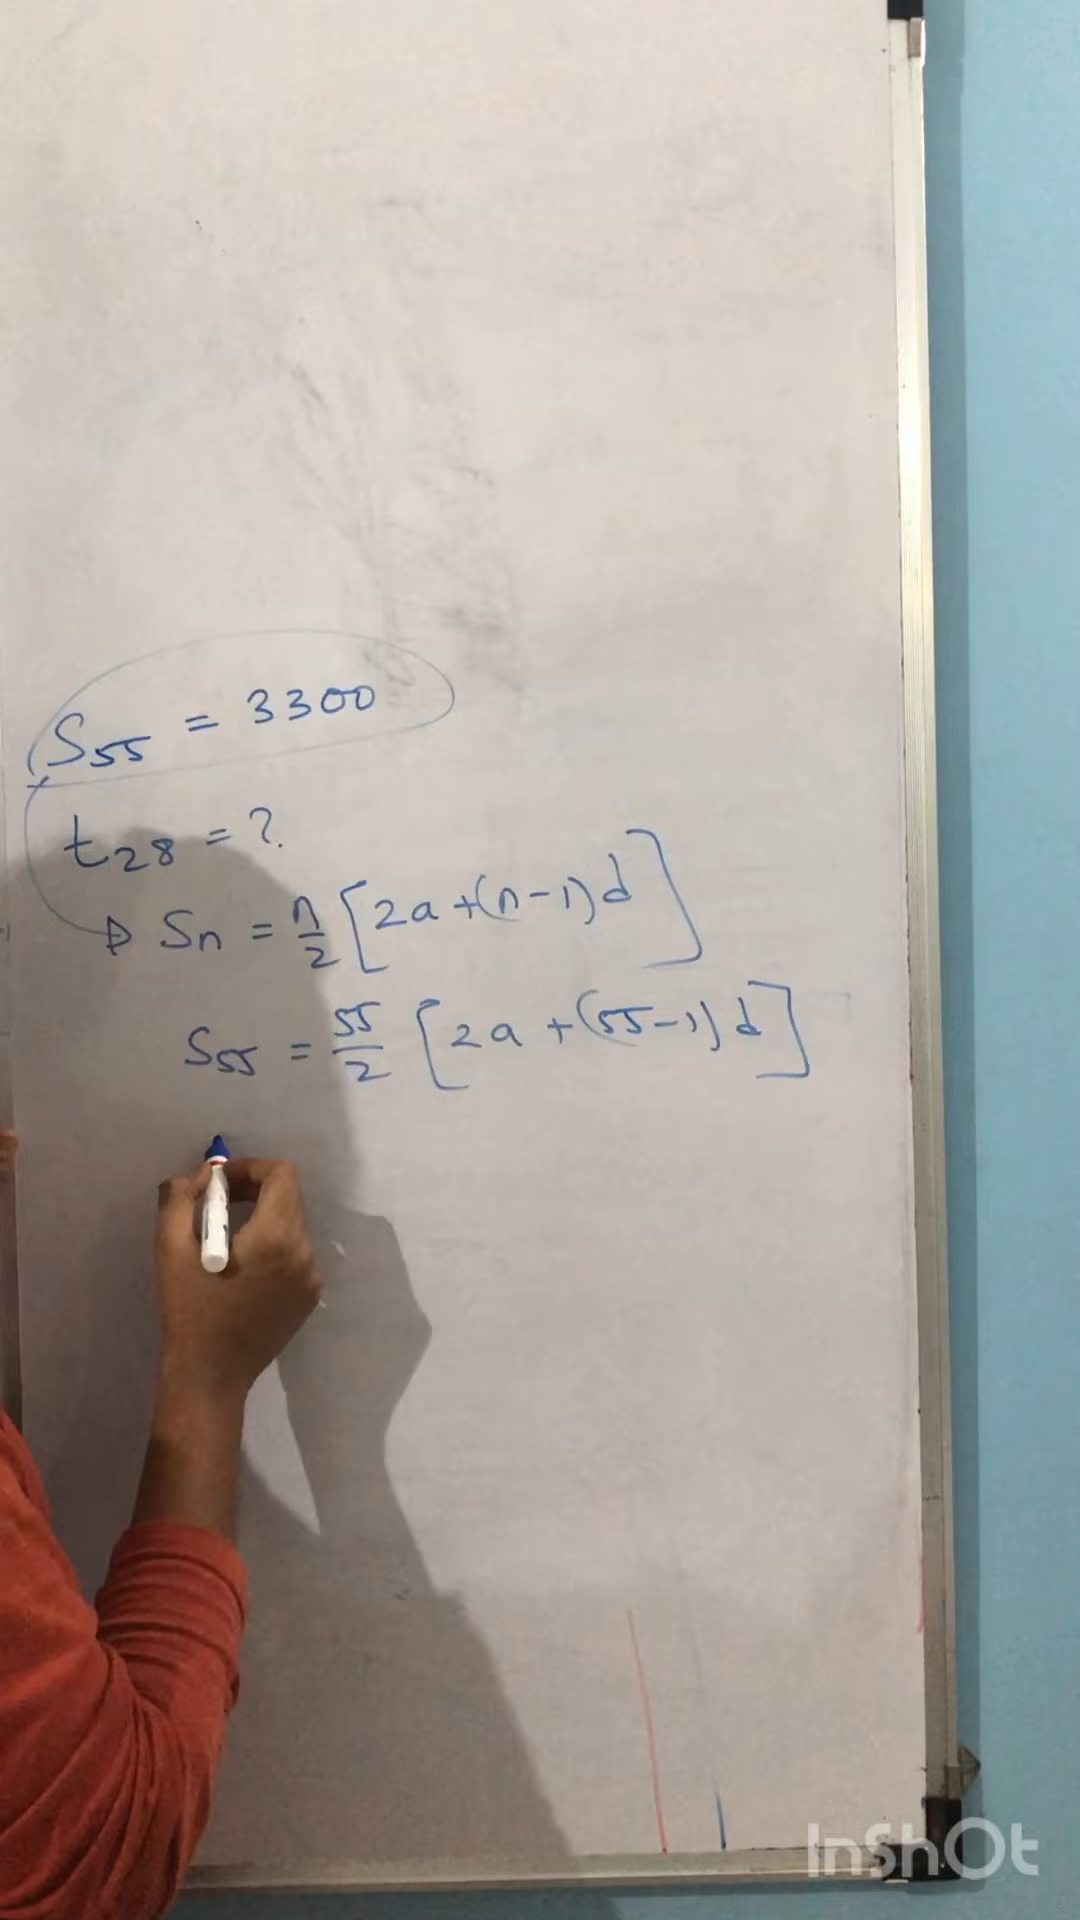 S₅₅ = 3300
t₂₈ = ?
Sn = n/2 [2a+(n-1)d]
S₅₅ = 55/2 [2a+(55-1)d]
InShOt